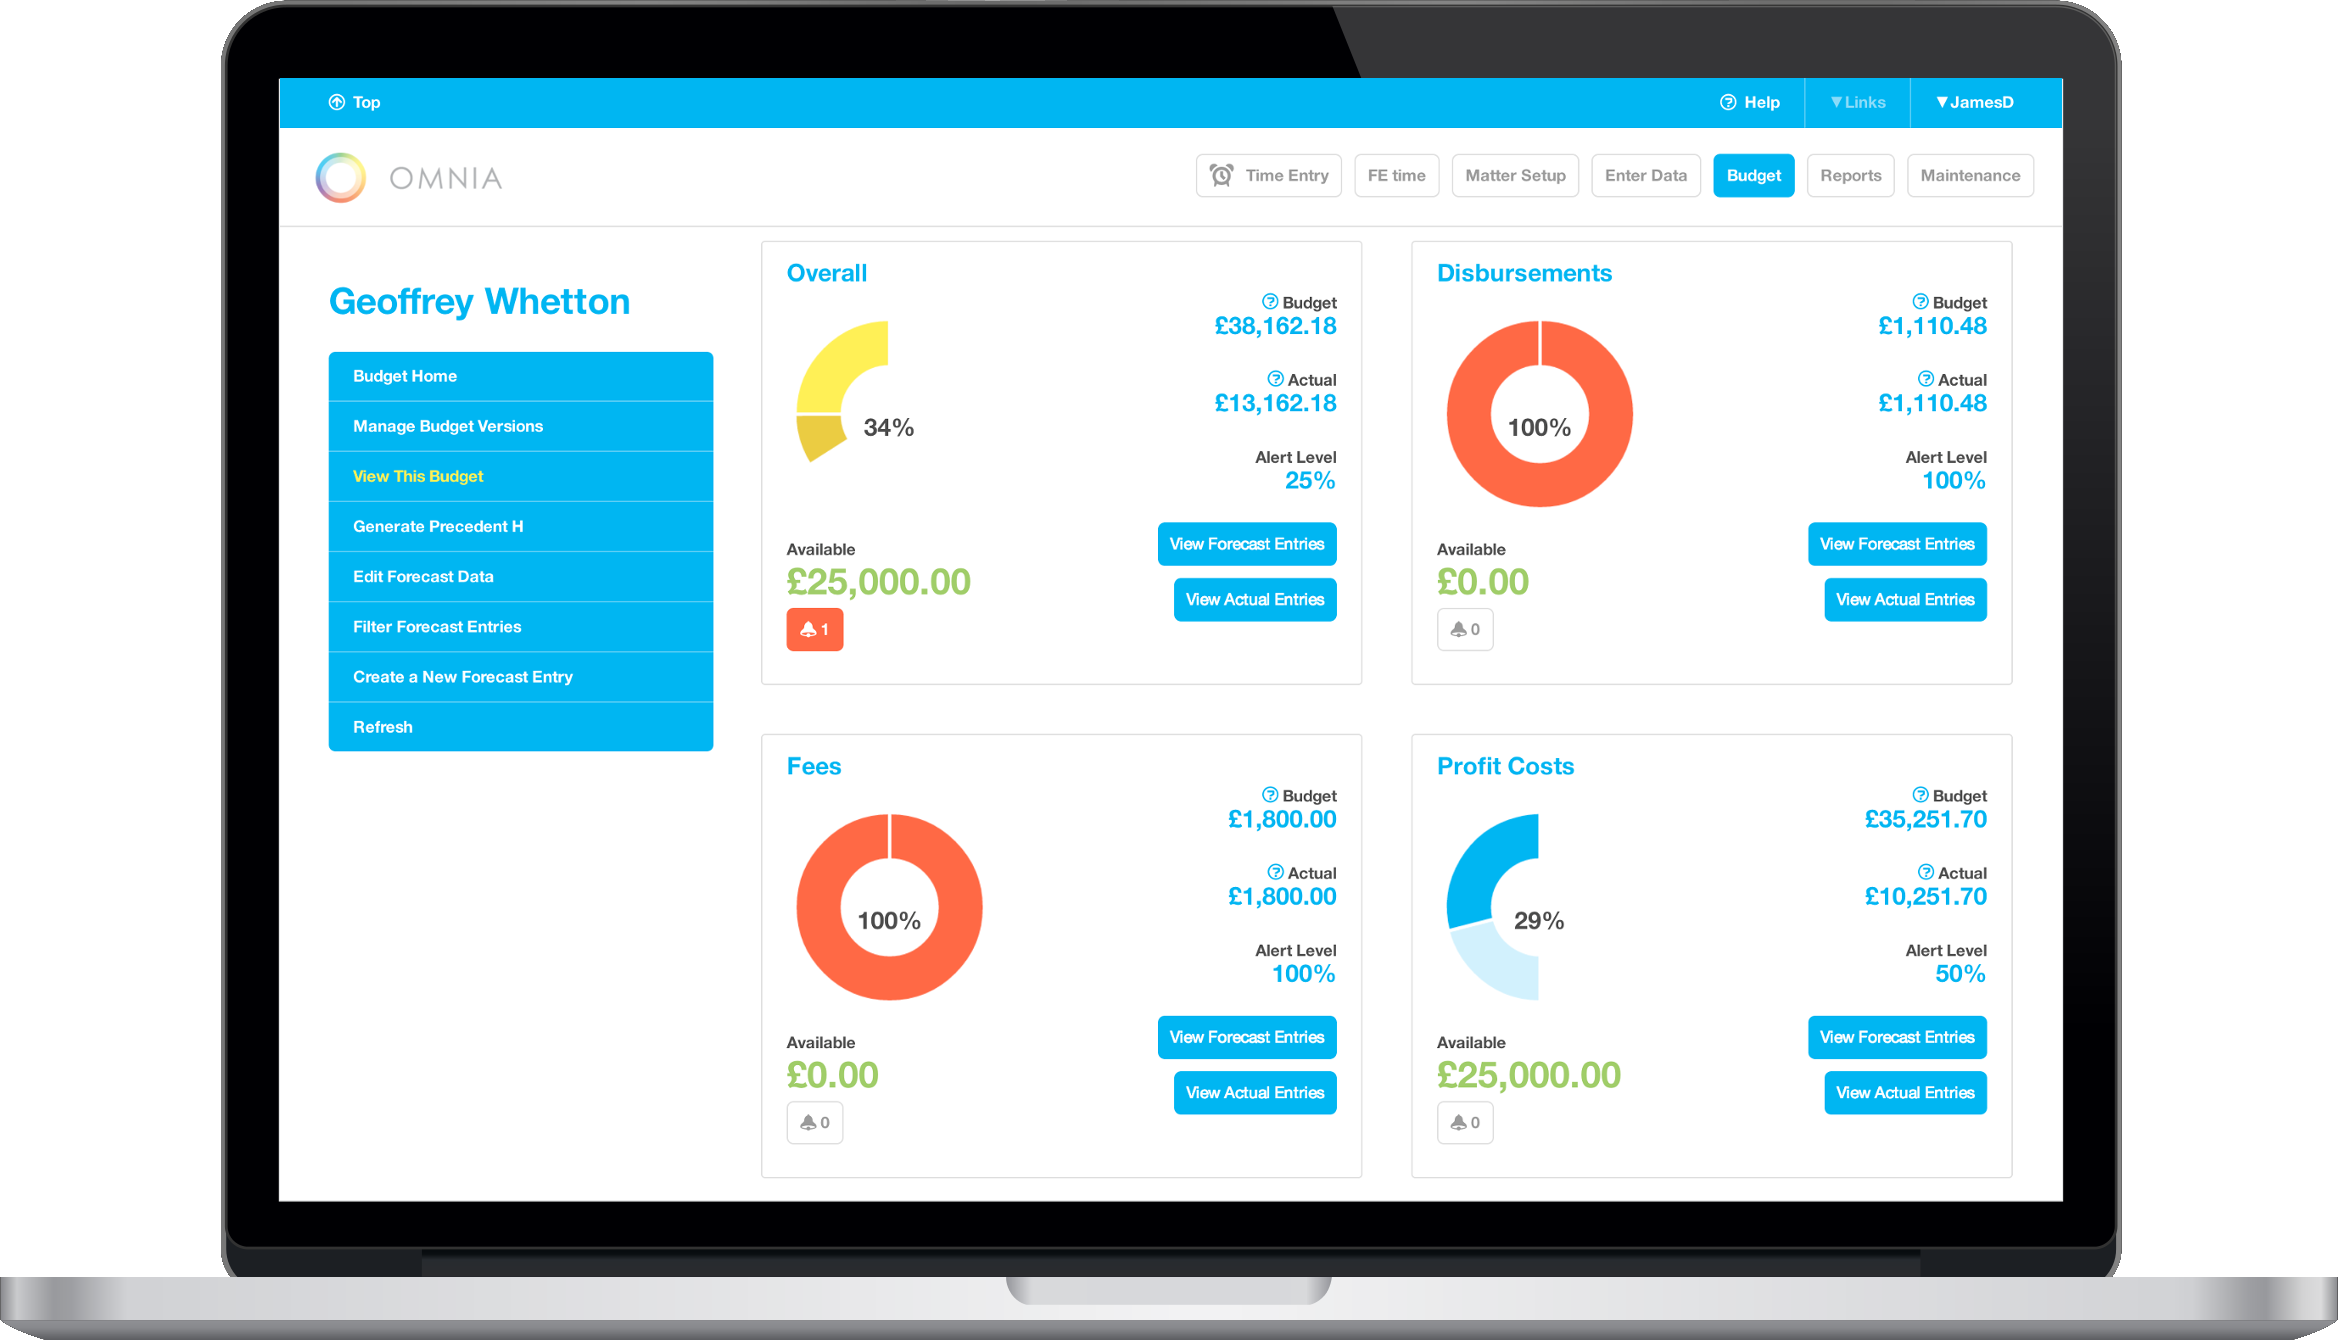 Top
Help
▼Links
▼JamesD
OMNIA
Time Entry
FE time
Matter Setup
Enter Data
Budget
Reports
Maintenance
Geoffrey Whetton
Budget Home
Manage Budget Versions
View This Budget
Generate Precedent H
Edit Forecast Data
Filter Forecast Entries
Create a New Forecast Entry
Refresh
Overall
Budget
£38,162.18
Actual
£13,162.18
34%
Alert Level
25%
View Forecast Entries
Available
£25,000.00
View Actual Entries
1
Disbursements
Budget
£1,110.48
Actual
£1,110.48
100%
Alert Level
100%
View Forecast Entries
Available
£0.00
View Actual Entries
0
Fees
Budget
£1,800.00
Actual
£1,800.00
100%
Alert Level
100%
View Forecast Entries
Available
£0.00
View Actual Entries
0
Profit Costs
Budget
£35,251.70
Actual
£10,251.70
29%
Alert Level
50%
View Forecast Entries
Available
£25,000.00
View Actual Entries
0